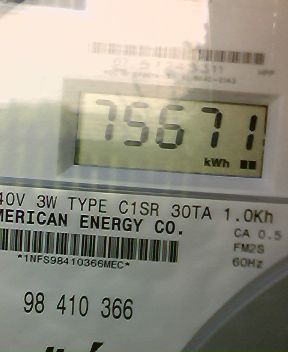 75671
kWh
40V 3W TYPE C1SR 30TA 1.0Kh
MERICAN ENERGY CO.
CA 0.5
*1NFS98410366MEC*
FM2S
60Hz
98 410 366